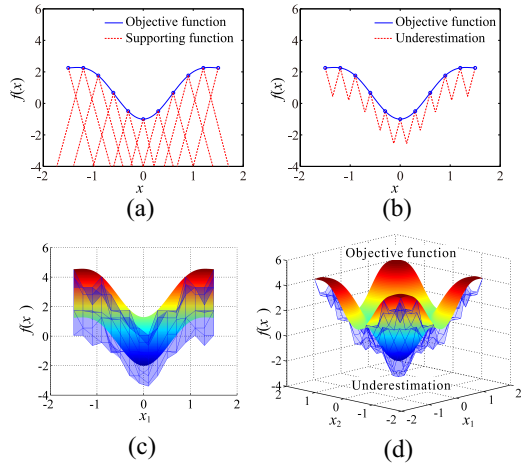 6
4
2
0
-2
-4
-2 -1 0 1 2
f(x)
x
Objective function
Supporting function
(a)
6
4
2
0
-2
-4
-2 -1 0 1 2
f(x)
x
Objective function
Underestimation
(b)
6
4
2
0
-2
-4
-2 -1 0 1 2
f(x
x1
(c)
6
4
2
0
-2
-4
2 1 0 -1 -2
-2 -1 0 1 2
f(x
x2
x1
Objective function
Underestimation
(d)